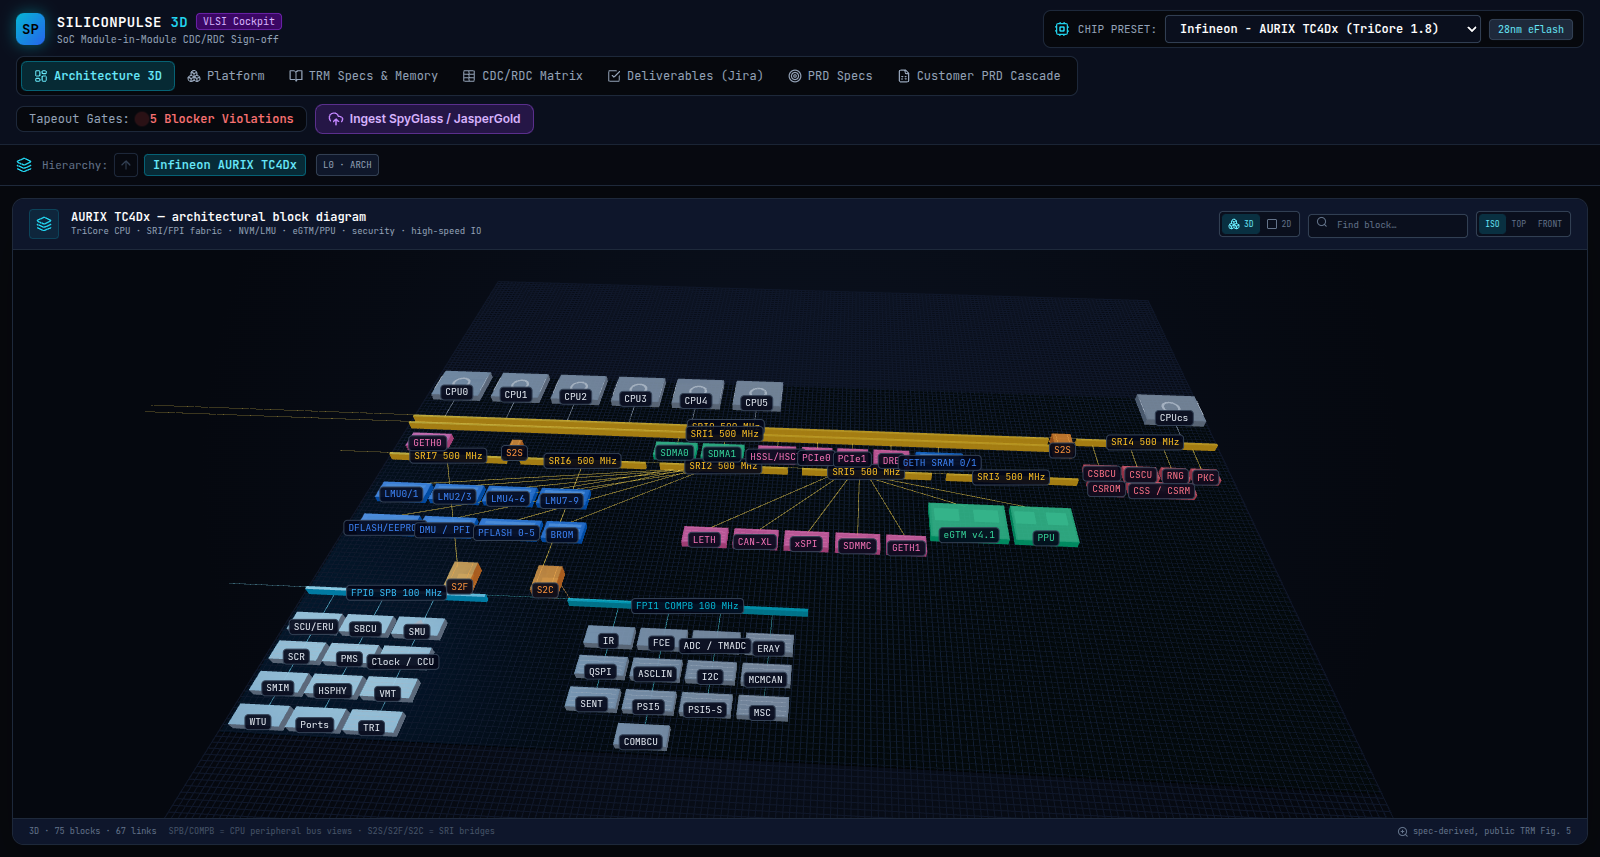 SP
SILICONPULSE 3D VLSI Cockpit
SoC Module-in-Module CDC/RDC Sign-off
CHIP PRESET: Infineon - AURIX TC4Dx (TriCore 1.8) 28nm eFlash
Architecture 3D Platform TRM Specs & Memory CDC/RDC Matrix Deliverables (Jira) PRD Specs Customer PRD Cascade
Tapeout Gates: 5 Blocker Violations Ingest SpyGlass / JasperGold
Hierarchy: Infineon AURIX TC4Dx L0 · ARCH
AURIX TC4Dx — architectural block diagram
TriCore CPU · SRI/FPI fabric · NVM/LMU · eGTM/PPU · security · high-speed IO
3D 2D Find block… ISO TOP FRONT
CPU0 CPU1 CPU2 CPU3 CPU4 CPU5
CPUcs
SRI1 500 MHz
GETH0 S2S S2S SRI4 500 MHz
SRI7 500 MHz SRI6 500 MHz SDMA0 SDMA1 HSSL/HSC PCIe0 PCIe1 DRE GETH SRAM 0/1
SRI2 500 MHz SRI5 500 MHz SRI3 500 MHz
CSBCU CSCU RNG PKC
CSROM CSS / CSRM
LMU0/1 LMU2/3 LMU4-6 LMU7-9
DFLASH/EEPRO DMU / PFI PFLASH 0-5 BROM
LETH CAN-XL xSPI SDMMC GETH1 eGTM v4.1 PPU
S2F S2C
FPI0 SPB 100 MHz FPI1 COMPB 100 MHz
SCU/ERU SBCU SMU
SCR PMS Clock / CCU
SMIM HSPHY VMT
WTU Ports TRI
IR FCE ADC / TMADC ERAY
QSPI ASCLIN I2C MCMCAN
SENT PSI5 PSI5-S MSC
COMBCU
3D · 75 blocks · 67 links SPB/COMPB = CPU peripheral bus views · S2S/S2F/S2C = SRI bridges
spec-derived, public TRM Fig. 5